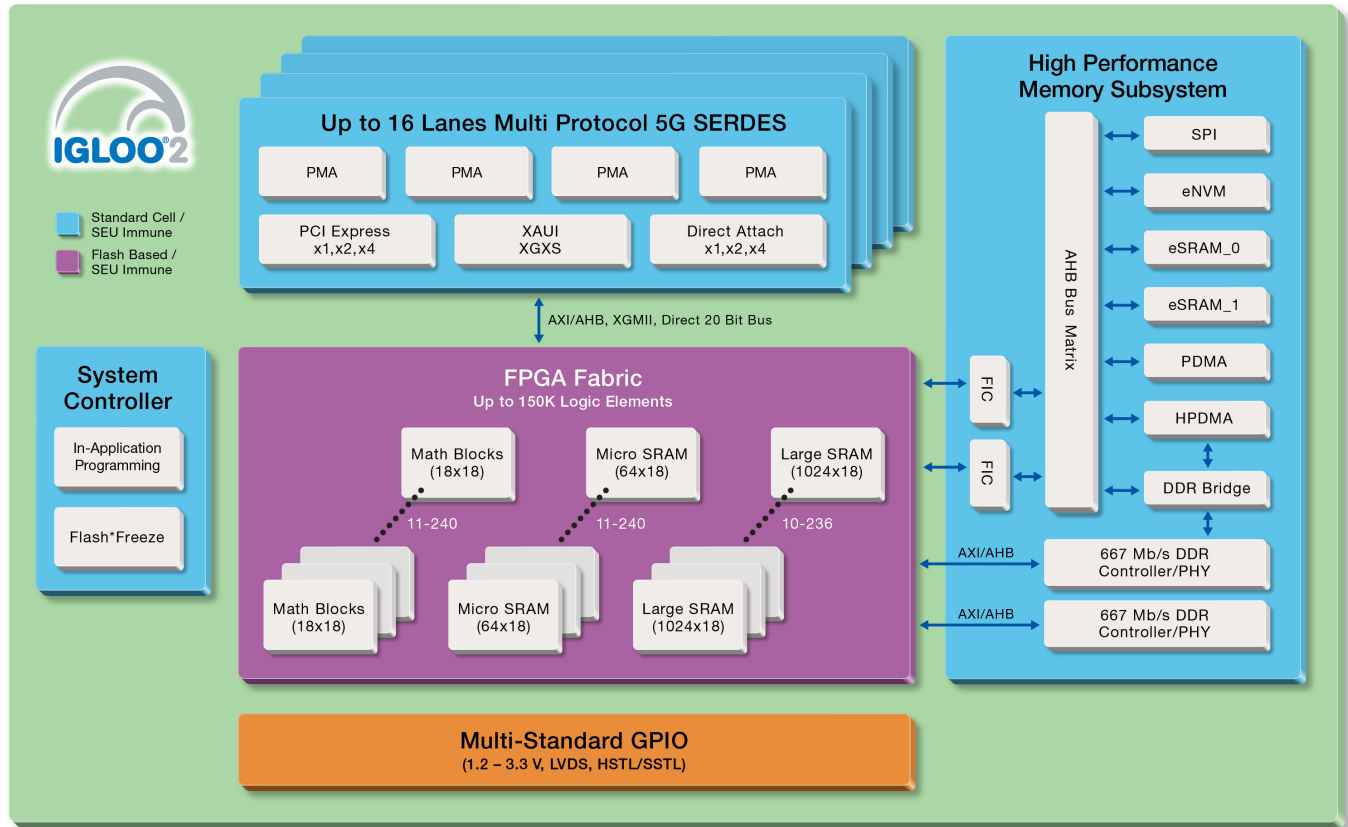 IGLOO®2
Standard Cell /
SEU Immune
Flash Based /
SEU Immune
Up to 16 Lanes Multi Protocol 5G SERDES
PMA
PMA
PMA
PMA
PCI Express
x1,x2,x4
XAUI
XGXS
Direct Attach
x1,x2,x4
AXI/AHB, XGMII, Direct 20 Bit Bus
System
Controller
In-Application
Programming
Flash*Freeze
FPGA Fabric
Up to 150K Logic Elements
Math Blocks
(18x18)
Micro SRAM
(64x18)
Large SRAM
(1024x18)
11-240
11-240
10-236
Math Blocks
(18x18)
Micro SRAM
(64x18)
Large SRAM
(1024x18)
High Performance
Memory Subsystem
AHB Bus Matrix
FIC
FIC
SPI
eNVM
eSRAM_0
eSRAM_1
PDMA
HPDMA
DDR Bridge
AXI/AHB
667 Mb/s DDR
Controller/PHY
AXI/AHB
667 Mb/s DDR
Controller/PHY
Multi-Standard GPIO
(1.2 – 3.3 V, LVDS, HSTL/SSTL)